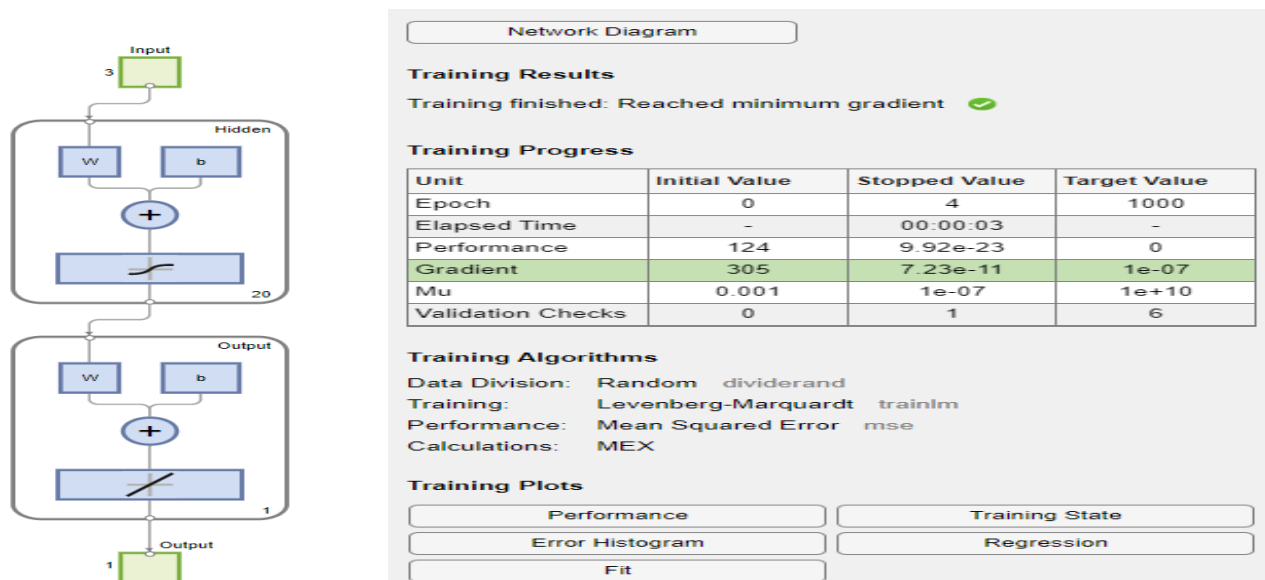 Input
3
Hidden
W b
+
20
Output
W b
+
1
Output
1
Network Diagram
Training Results
Training finished: Reached minimum gradient
Training Progress
Unit Initial Value Stopped Value Target Value
Epoch 0 4 1000
Elapsed Time - 00:00:03 -
Performance 124 9.92e-23 0
Gradient 305 7.23e-11 1e-07
Mu 0.001 1e-07 1e+10
Validation Checks 0 1 6
Training Algorithms
Data Division: Random dividerand
Training: Levenberg-Marquardt trainlm
Performance: Mean Squared Error mse
Calculations: MEX
Training Plots
Performance Training State
Error Histogram Regression
Fit